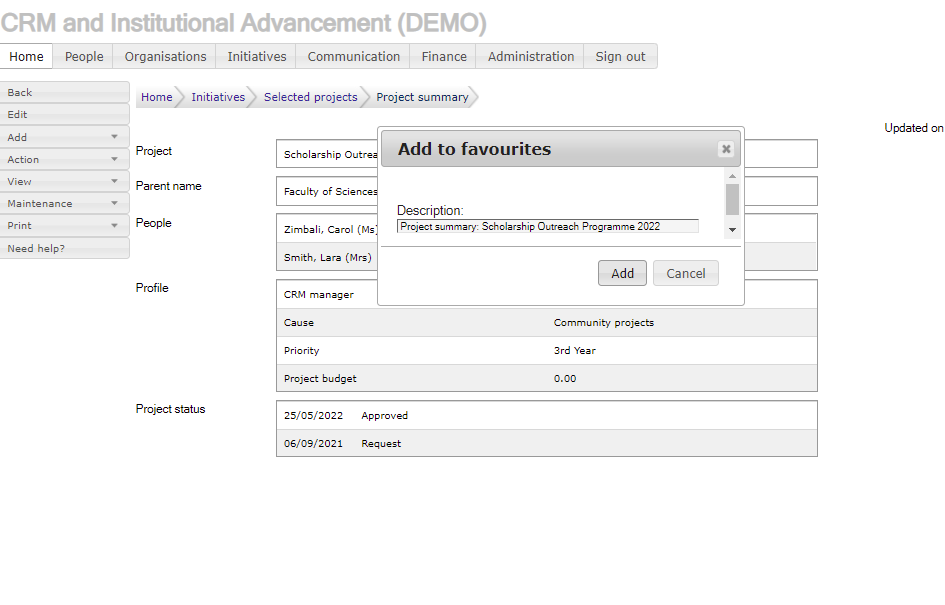 CRM and Institutional Advancement (DEMO)
Home People Organisations Initiatives Communication Finance Administration Sign out
Back
Edit
Add
Action
View
Maintenance
Print
Need help?
Home Initiatives Selected projects Project summary
Updated on
Add to favourites
Description:
Project summary: Scholarship Outreach Programme 2022
Add Cancel
Project Scholarship Outrea
Parent name Faculty of Sciences
People Zimbali, Carol (Ms)
Smith, Lara (Mrs)
Profile CRM manager
Cause Community projects
Priority 3rd Year
Project budget 0.00
Project status 25/05/2022 Approved
06/09/2021 Request